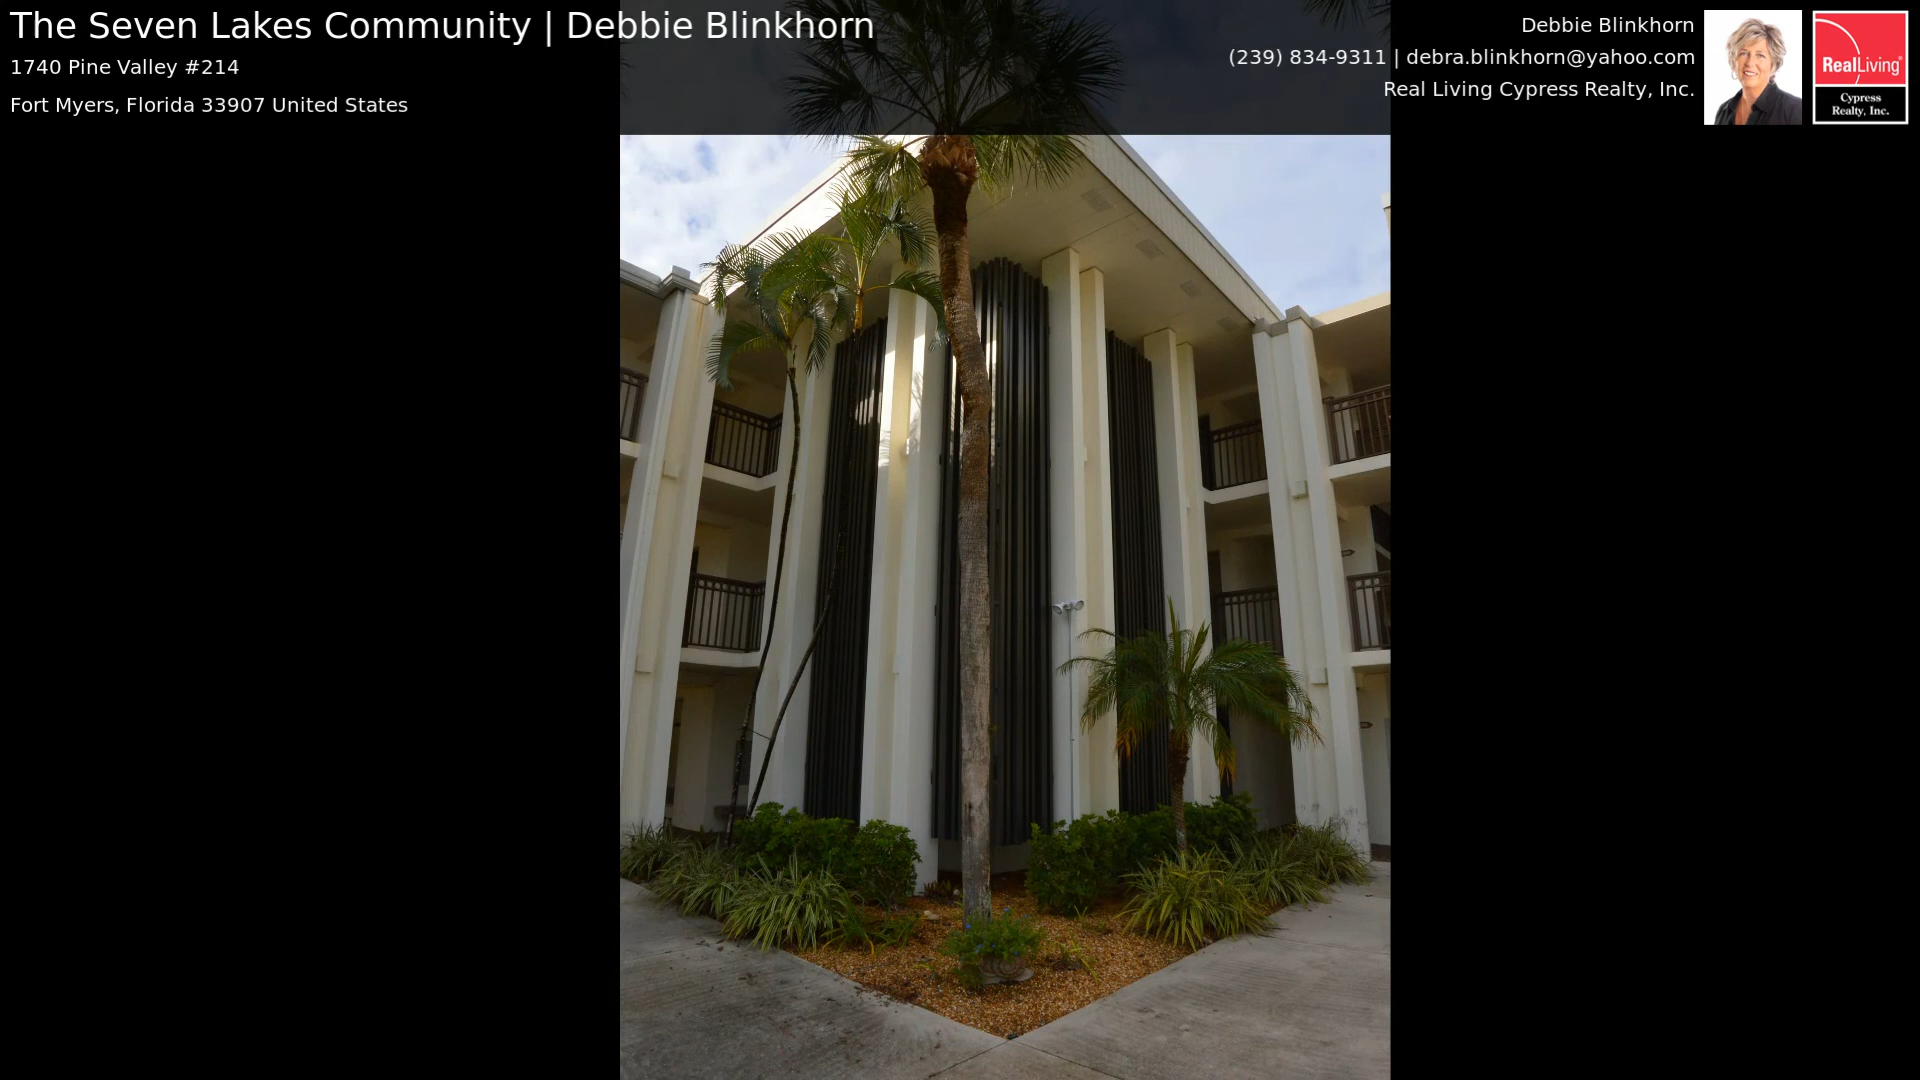 The Seven Lakes Community | Debbie Blinkhorn
1740 Pine Valley #214
Fort Myers, Florida 33907 United States
Debbie Blinkhorn
(239) 834-9311 | debra.blinkhorn@yahoo.com
Real Living Cypress Realty, Inc.
RealLiving
Cypress
Realty, Inc.